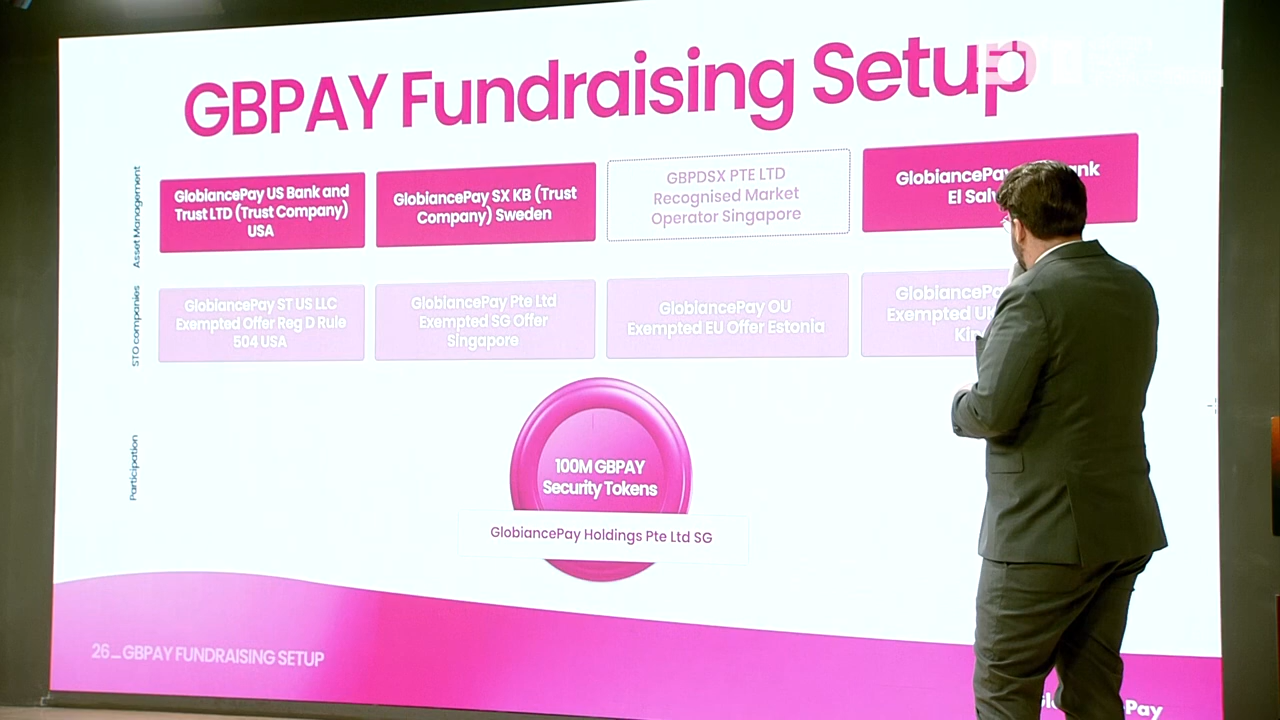 GBPAY Fundraising Setup
Asset Management
GlobiancePay US Bank and
Trust LTD (Trust Company)
USA
GlobiancePay SX KB (Trust
Company) Sweden
GBPDSX PTE LTD
Recognised Market
Operator Singapore
GlobiancePay
El
STO companies
GlobiancePay ST US LLC
Exempted Offer Reg D Rule
504 USA
GlobiancePay Pte Ltd
Exempted SG Offer
Singapore
GlobiancePay OU
Exempted EU Offer Estonia
Exempted
Participation
100M GBPAY
Security Tokens
GlobiancePay Holdings Pte Ltd SG
26_GBPAY FUNDRAISING SETUP
Pay